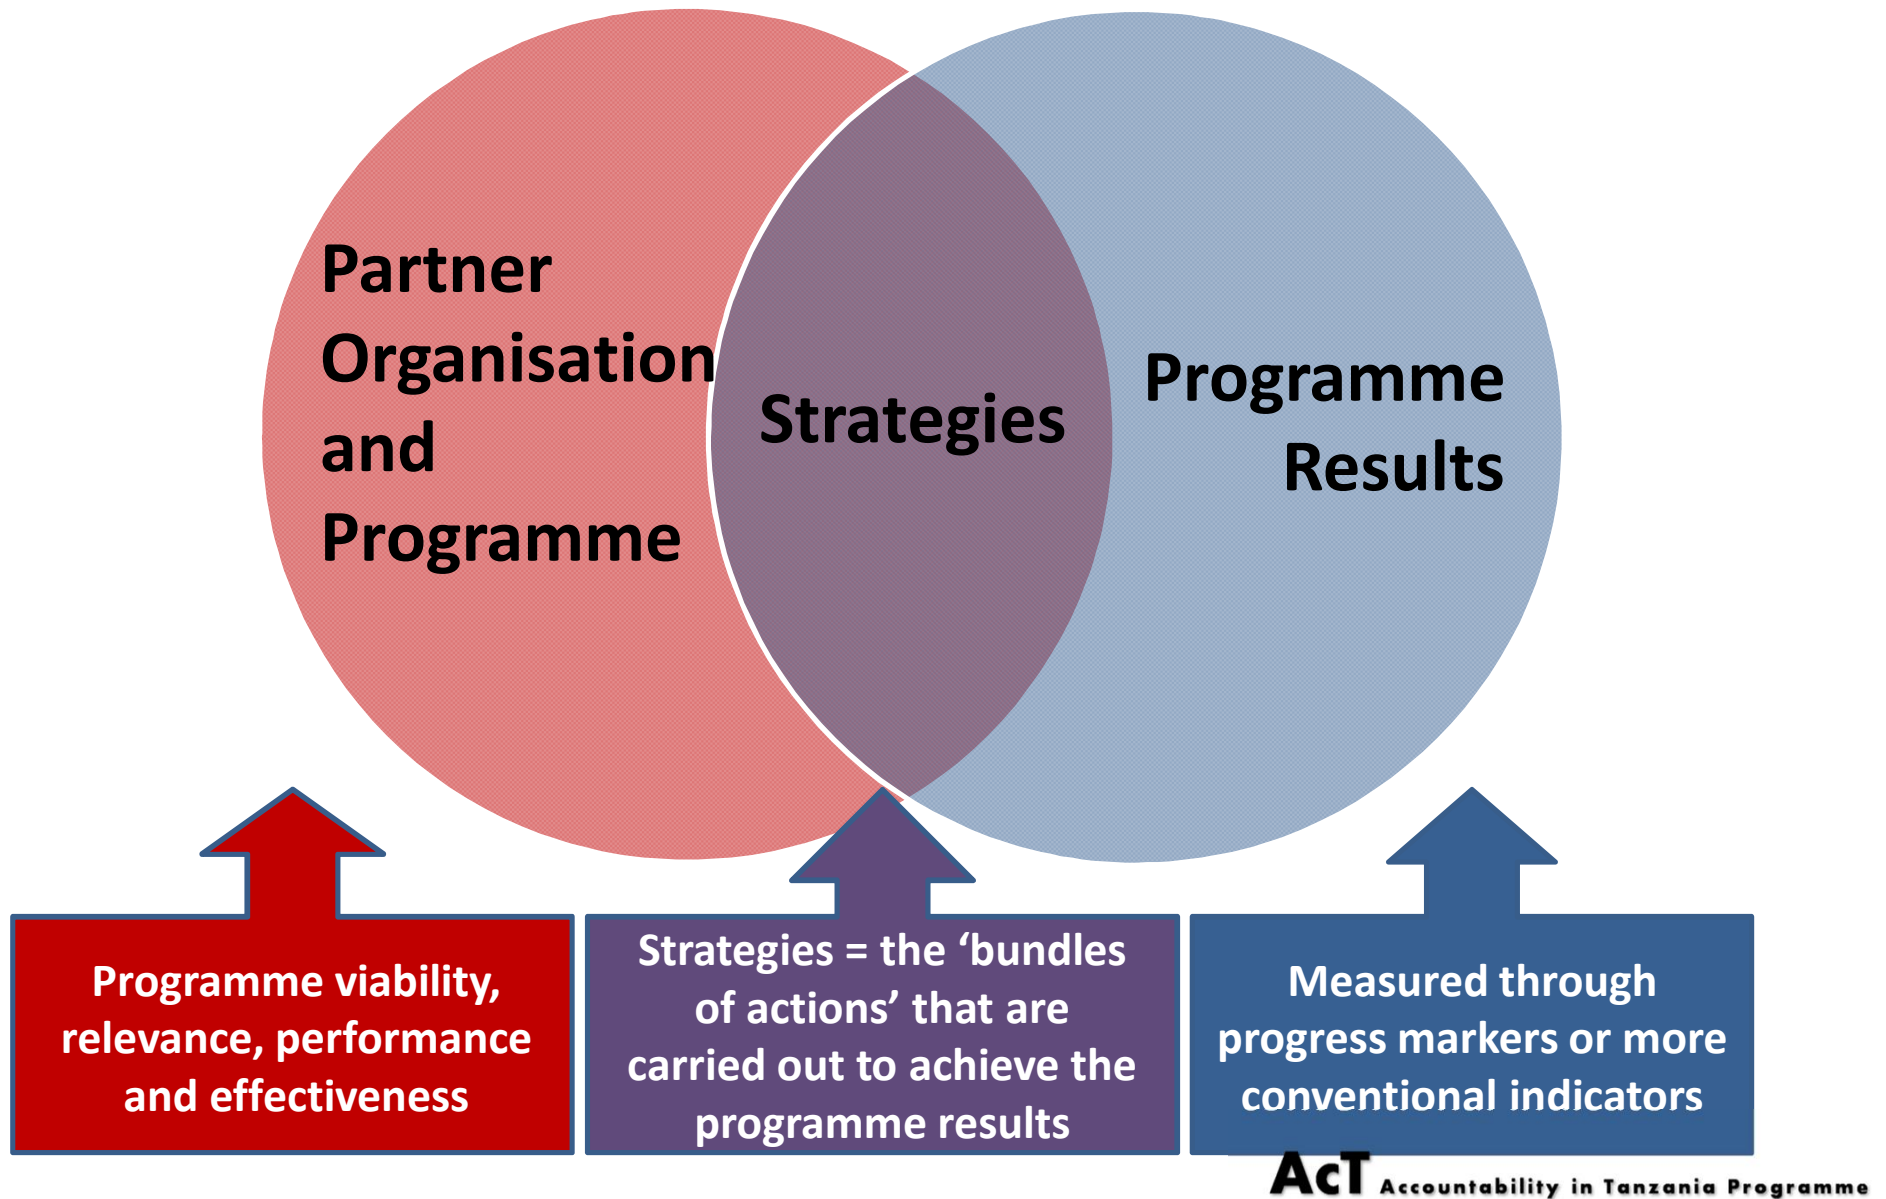 Partner
Organisation
and
Programme
Strategies
Programme
Results
Programme viability,
relevance, performance
and effectiveness
Strategies = the ‘bundles
of actions’ that are
carried out to achieve the
programme results
Measured through
progress markers or more
conventional indicators
AcT Accountability in Tanzania Programme